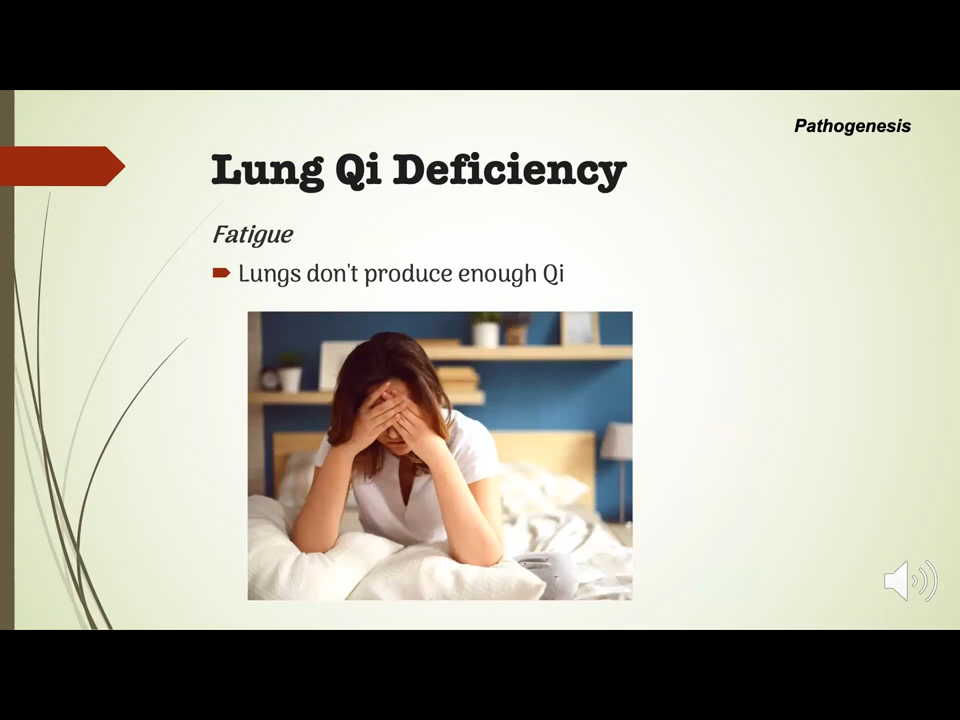 Pathogenesis
Lung Qi Deficiency
Fatigue
Lungs don't produce enough Qi